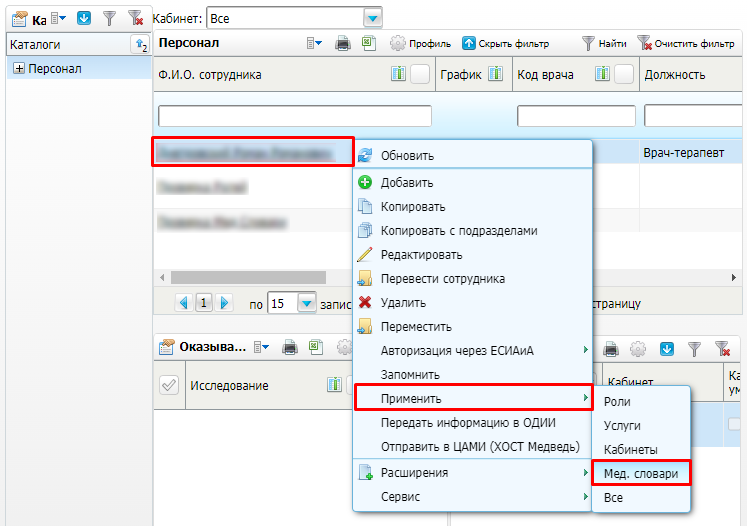 Ка
Кабинет: Все
Каталоги
Персонал
Персонал Профиль Скрыть фильтр Найти Очистить фильтр
Ф.И.О. сотрудника График Код врача Должность
Врач-терапевт
Обновить
Добавить
Копировать
Копировать с подразделами
Редактировать
Перевести сотрудника
Удалить
Переместить
Авторизация через ЕСИАиА
Запомнить
Применить
Передать информацию в ОДИИ
Отправить в ЦАМИ (ХОСТ Медведь)
Расширения
Сервис
1 по 15 запис страницу
Оказыва...
Исследование Кабинет Ка
ум
Роли
Услуги
Кабинеты
Мед. словари
Все